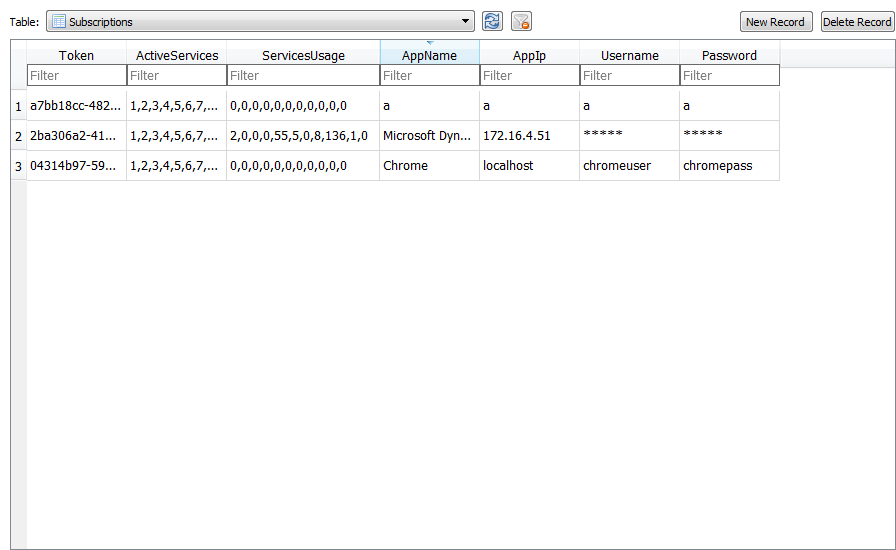 Table: Subscriptions New Record Delete Record
Token ActiveServices ServicesUsage AppName AppIp Username Password
Filter Filter Filter Filter Filter Filter Filter
1 a7bb18cc-482... 1,2,3,4,5,6,7,... 0,0,0,0,0,0,0,0,0,0,0 a a a a
2 2ba306a2-41... 1,2,3,4,5,6,7,... 2,0,0,0,55,5,0,8,136,1,0 Microsoft Dyn... 172.16.4.51 ***** *****
3 04314b97-59... 1,2,3,4,5,6,7,... 0,0,0,0,0,0,0,0,0,0,0 Chrome localhost chromeuser chromepass